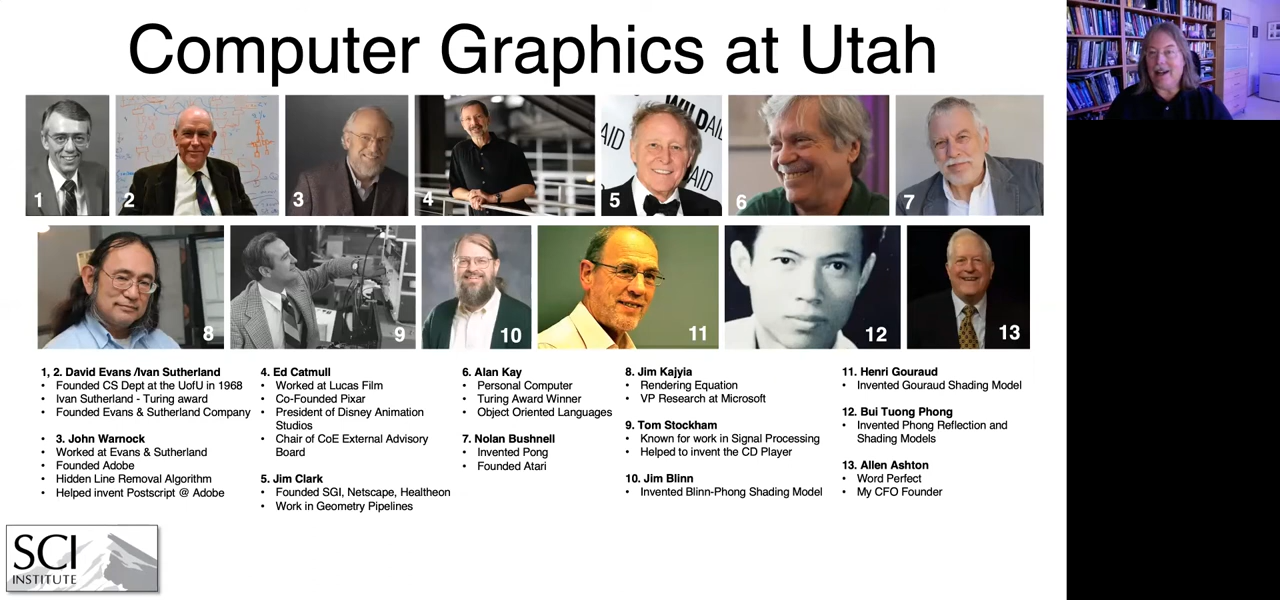 Computer Graphics at Utah
WILDAID
AID
AID
1
2
3
4
5
6
7
8
9
10
11
12
13
1, 2. David Evans /Ivan Sutherland
• Founded CS Dept at the UofU in 1968
• Ivan Sutherland - Turing award
• Founded Evans & Sutherland Company
• 3. John Warnock
• Worked at Evans & Sutherland
• Founded Adobe
• Hidden Line Removal Algorithm
• Helped invent Postscript @ Adobe
4. Ed Catmull
• Worked at Lucas Film
• Co-Founded Pixar
• President of Disney Animation
Studios
• Chair of CoE External Advisory
Board
5. Jim Clark
• Founded SGI, Netscape, Healtheon
• Work in Geometry Pipelines
6. Alan Kay
• Personal Computer
• Turing Award Winner
• Object Oriented Languages
7. Nolan Bushnell
• Invented Pong
• Founded Atari
8. Jim Kajyia
• Rendering Equation
• VP Research at Microsoft
9. Tom Stockham
• Known for work in Signal Processing
• Helped to invent the CD Player
10. Jim Blinn
• Invented Blinn-Phong Shading Model
11. Henri Gouraud
• Invented Gouraud Shading Model
12. Bui Tuong Phong
• Invented Phong Reflection and
Shading Models
13. Allen Ashton
• Word Perfect
• My CFO Founder
SCI
INSTITUTE